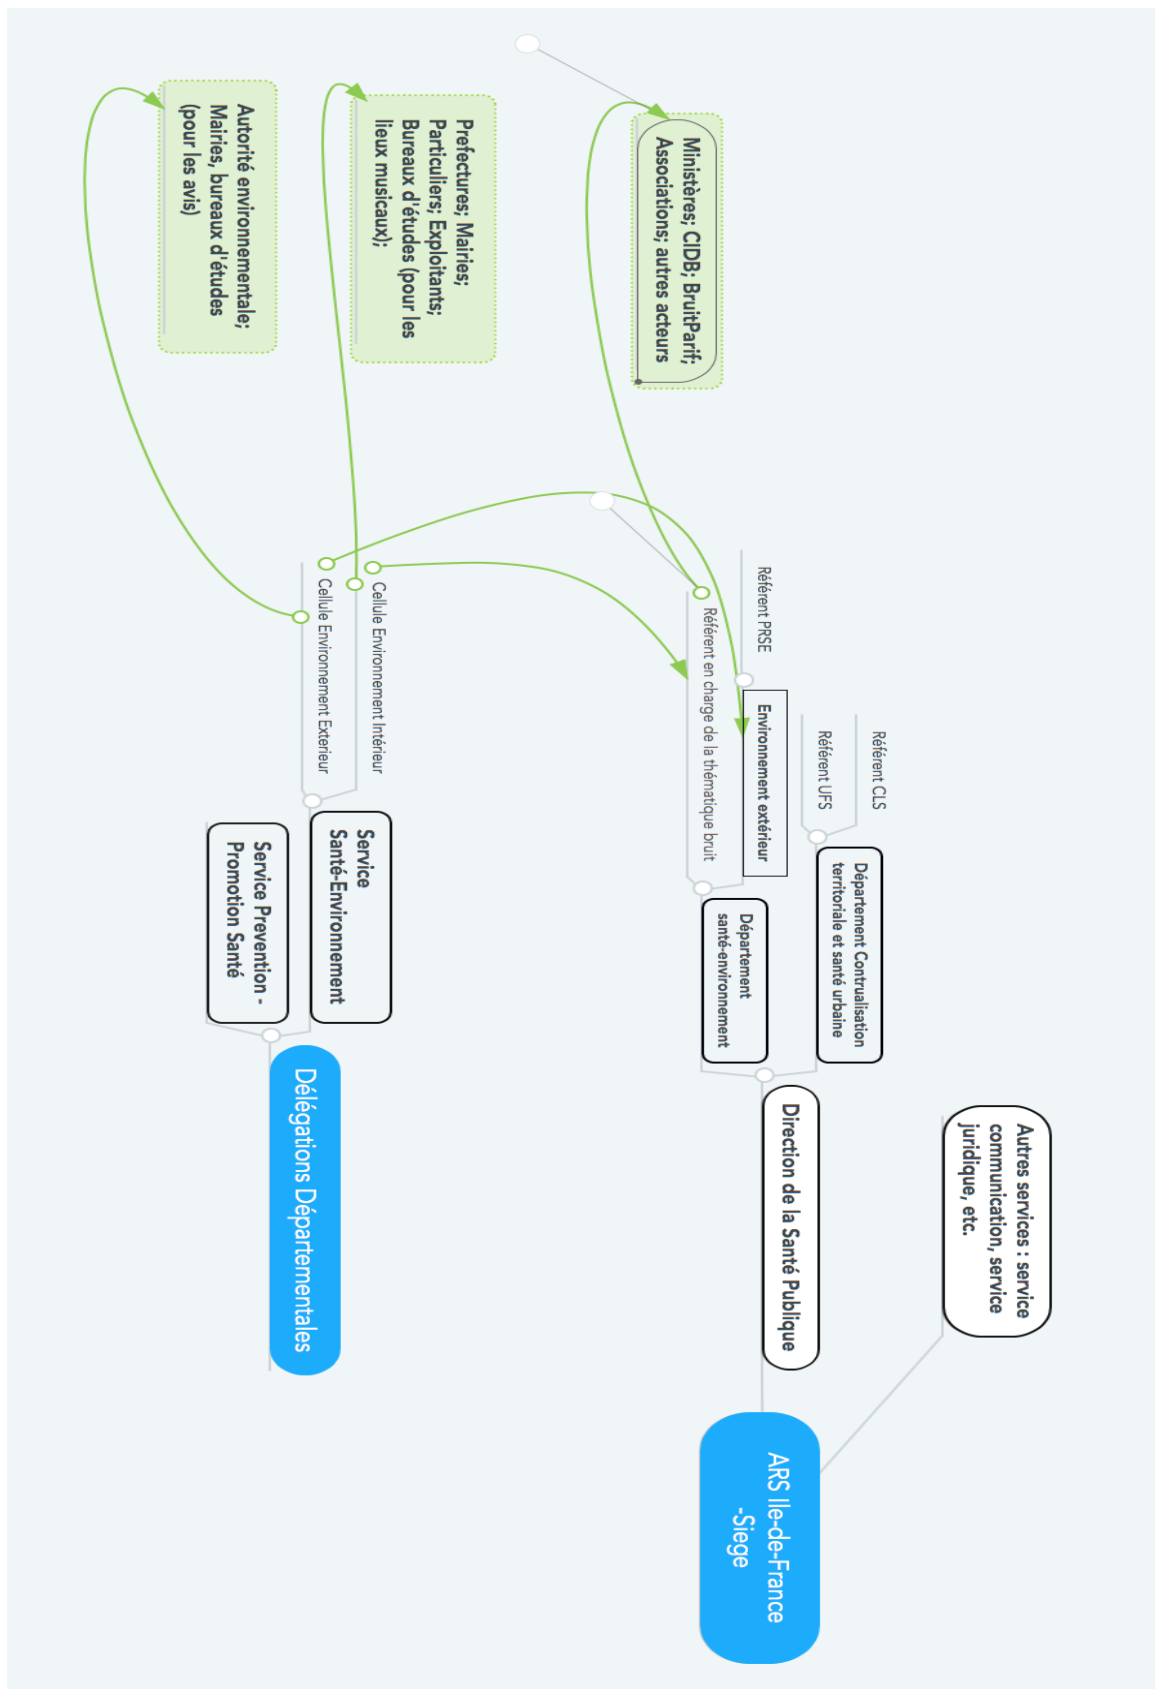 Autres services : service
communication, service
juridique, etc.
ARS Ile-de-France
-Siege
Direction de la Santé Publique
Département Contrualisation
territoriale et santé urbaine
Référent CLS
Référent UFS
Département
santé-environnement
Environnement extérieur
Référent PRSE
Référent en charge de la thématique bruit
Ministères; CIDB; BruitParif;
Associations; autres acteurs
Délégations Départementales
Service
Santé-Environnement
Service Prevention -
Promotion Santé
Cellule Environnement Intérieur
Cellule Environnement Exterieur
Prefectures; Mairies;
Particuliers; Exploitants;
Bureaux d'études (pour les
lieux musicaux);
Autorité environnementale;
Mairies, bureaux d'études
(pour les avis)